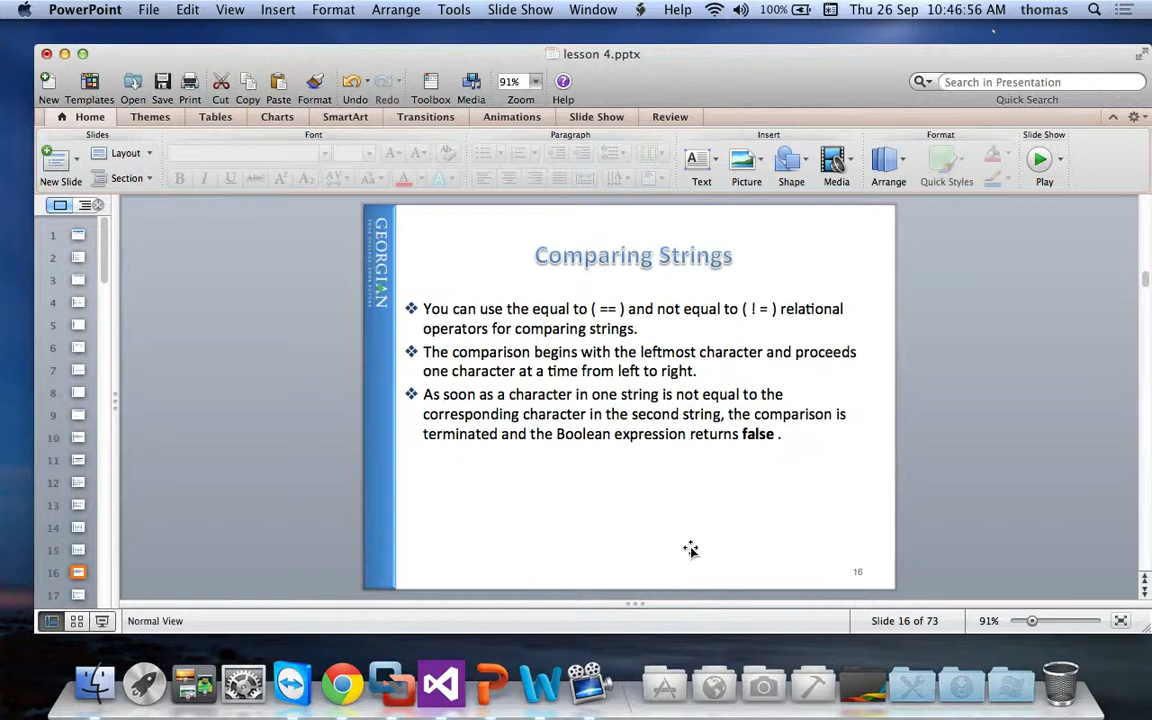 PowerPoint File Edit View Insert Format Arrange Tools Slide Show Window Help 100% Thu 26 Sep 10:46:56 AM thomas
lesson 4.pptx
New Templates Open Save Print Cut Copy Paste Format Undo Redo Toolbox Media 91% Zoom Help Search in Presentation
Quick Search
Home Themes Tables Charts SmartArt Transitions Animations Slide Show Review
Slides Font Paragraph Insert Format Slide Show
New Slide Layout Section Text Picture Shape Media Arrange Quick Styles Play
1
2
3
4
5
6
7
8
9
10
11
12
13
14
15
16
17
GEORGIAN
Comparing Strings
You can use the equal to ( == ) and not equal to ( ! = ) relational
operators for comparing strings.
The comparison begins with the leftmost character and proceeds
one character at a time from left to right.
As soon as a character in one string is not equal to the
corresponding character in the second string, the comparison is
terminated and the Boolean expression returns false .
16
Normal View Slide 16 of 73 91%